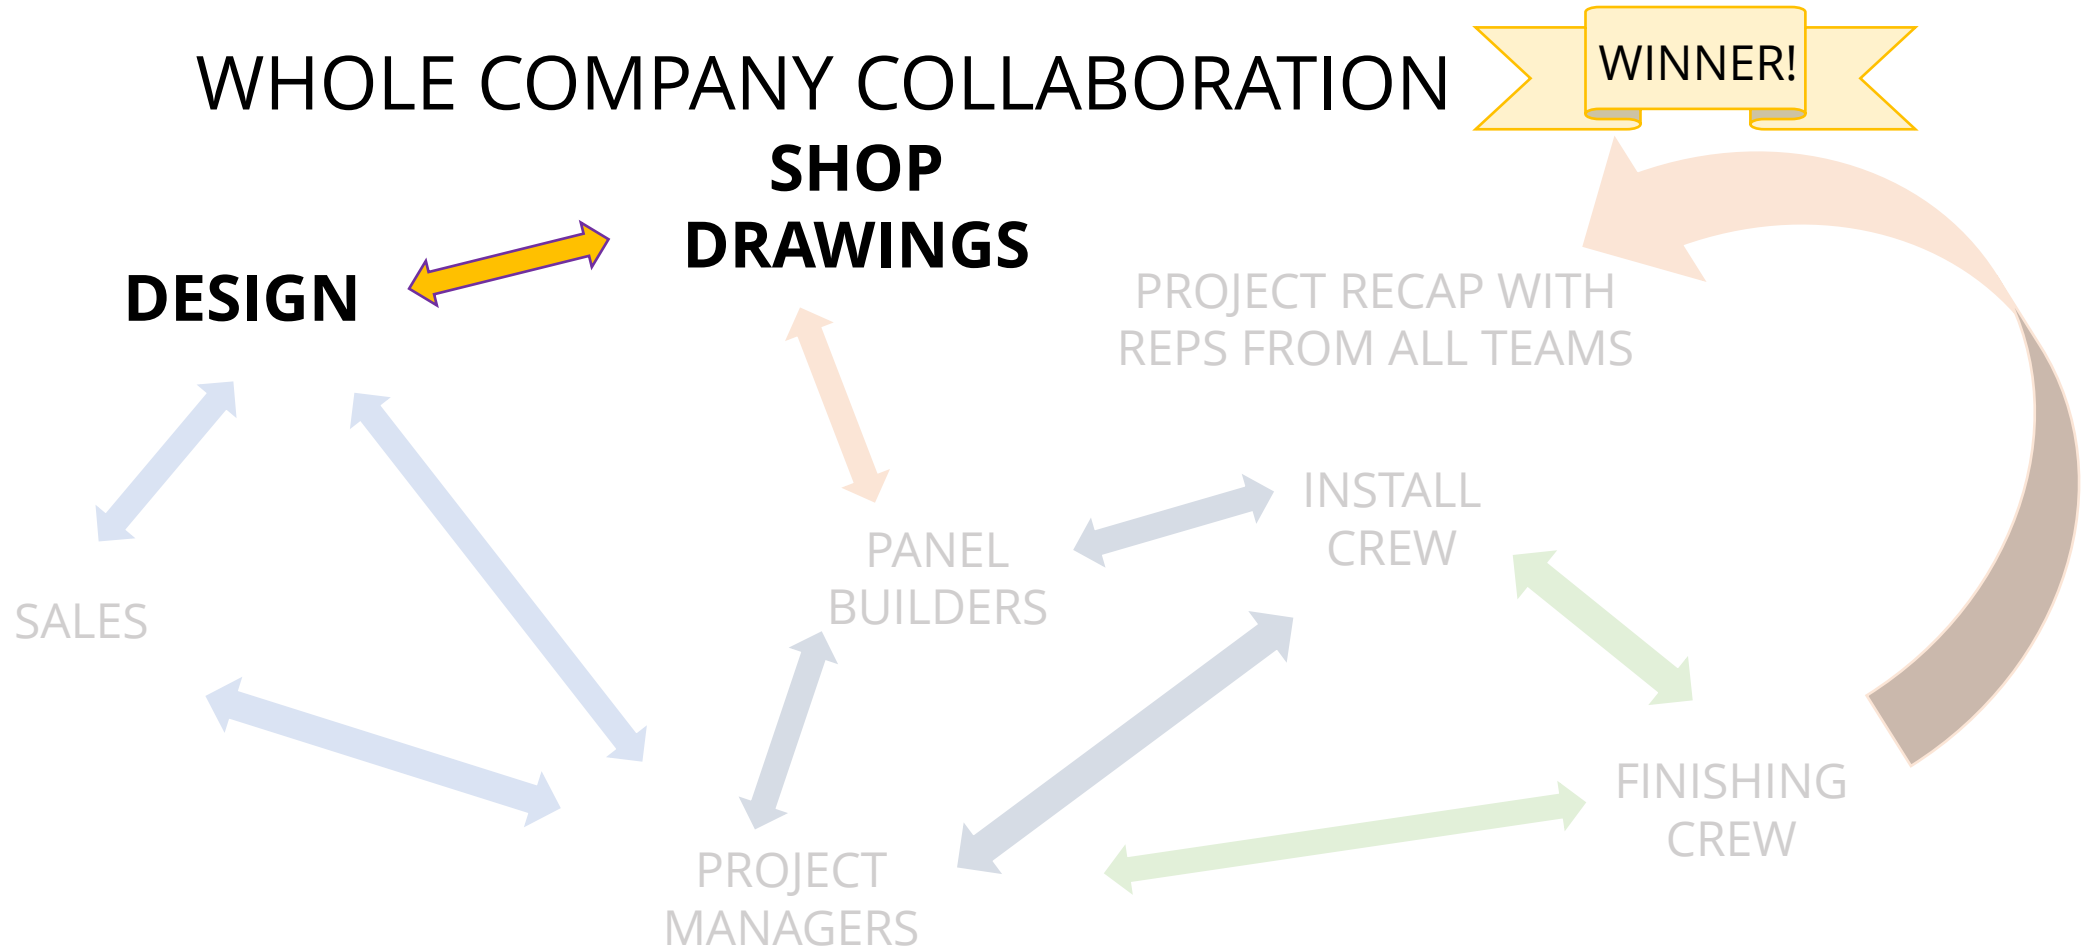 WHOLE COMPANY COLLABORATION
WINNER!
SHOP
DRAWINGS
DESIGN
PROJECT RECAP WITH
REPS FROM ALL TEAMS
INSTALL
CREW
PANEL
BUILDERS
SALES
FINISHING
CREW
PROJECT
MANAGERS